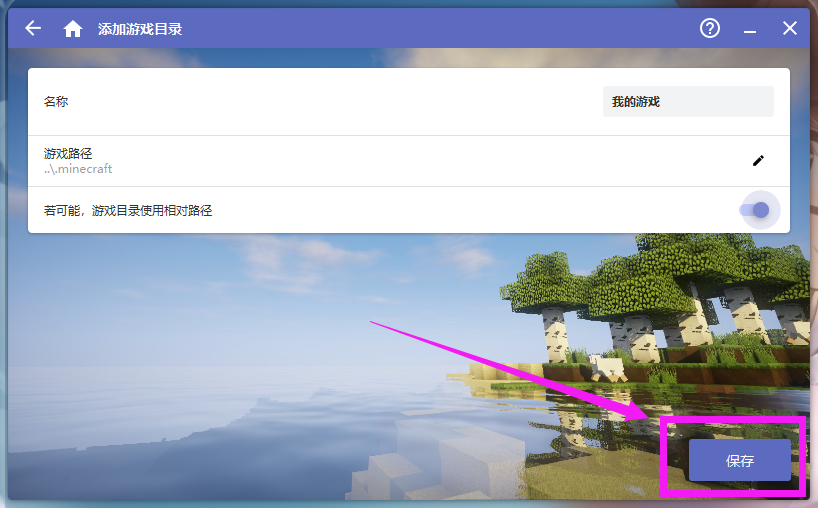 添加游戏目录
名称
我的游戏
游戏路径
..\.minecraft
若可能，游戏目录使用相对路径
保存